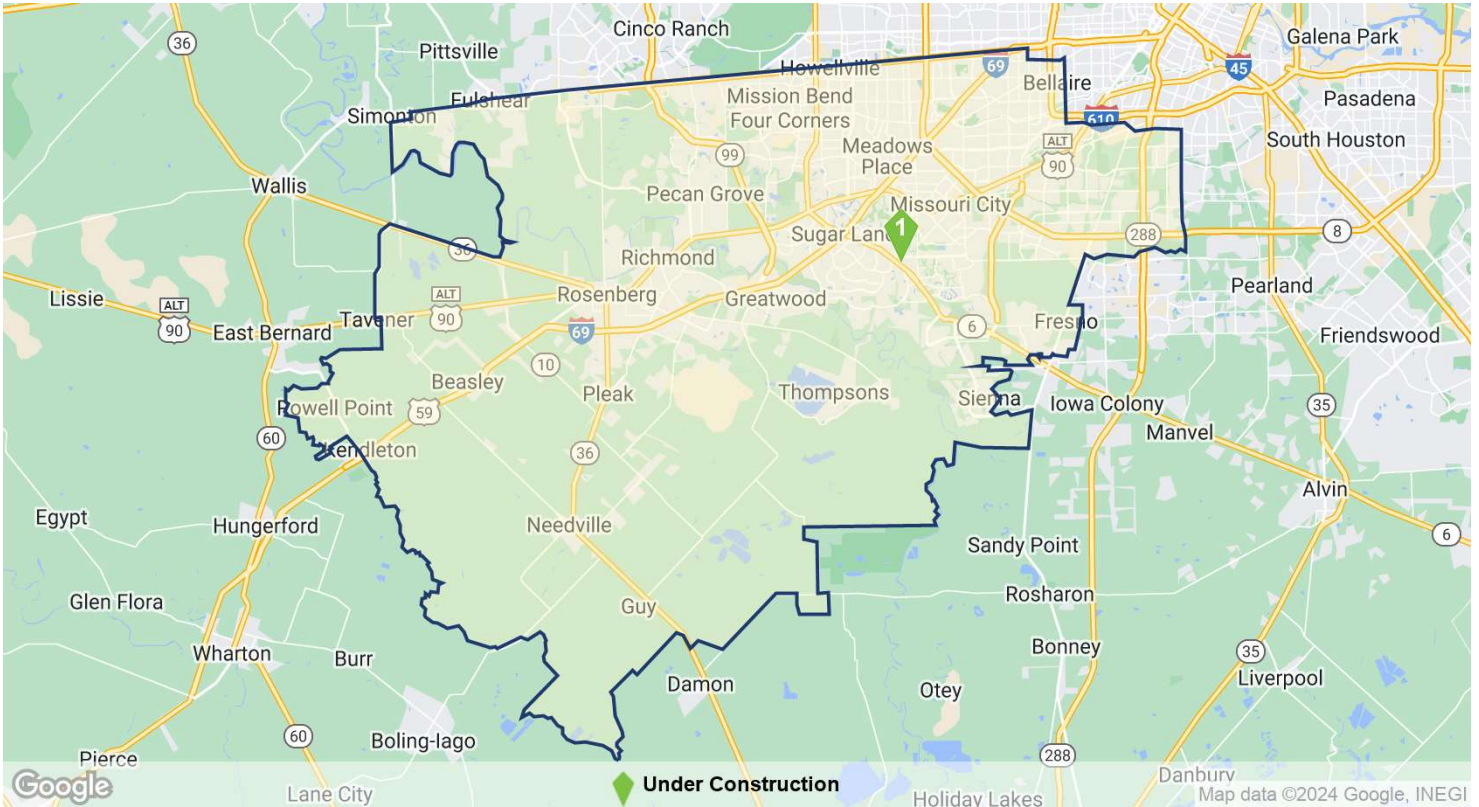 Cinco Ranch
Galena Park
36
Pittsville
Howellville
69
45
Bellaire
Fulshear
Mission Bend
Pasadena
Simonton
Four Corners
610
South Houston
ALT
90
Meadows
Place
99
Wallis
Pecan Grove
Missouri City
Sugar Land
1
288
8
36
Richmond
Pearland
Lissie
ALT
90
ALT
90
Rosenberg
Greatwood
East Bernard
Tavener
69
6
Fresno
Friendswood
10
Beasley
Pleak
Thompsons
Sienna
Iowa Colony
35
Powell Point
59
60
Manvel
Kendleton
36
Alvin
Egypt
Hungerford
Needville
6
Sandy Point
Glen Flora
Guy
Rosharon
Wharton
Burr
Bonney
35
Liverpool
Damon
Otey
60
Boling-Iago
Pierce
288
Danbury
Google
Lane City
Under Construction
Holiday Lakes
Map data ©2024 Google, INEGI